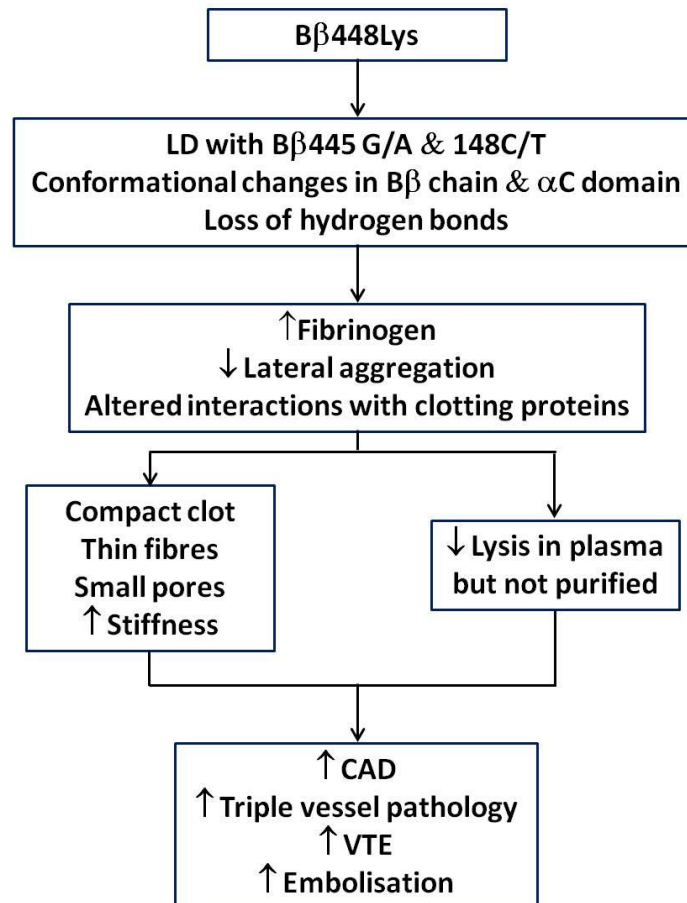 Bβ448Lys
LD with Bβ445 G/A & 148C/T
Conformational changes in Bβ chain & αC domain
Loss of hydrogen bonds
↑Fibrinogen
↓Lateral aggregation
Altered interactions with clotting proteins
Compact clot
Thin fibres
Small pores
↑Stiffness
↓Lysis in plasma
but not purified
↑CAD
↑Triple vessel pathology
↑VTE
↑Embolisation